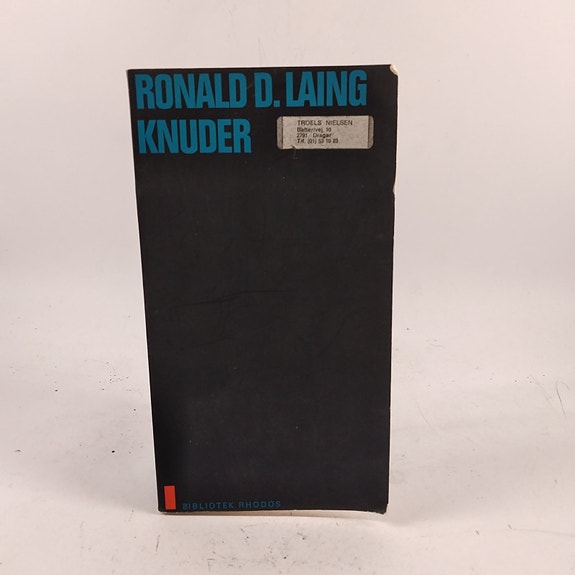 RONALD D. LAING
KNUDER
TROELS NIELSEN
2791 Dragør
BIBLIOTEK RHODOS